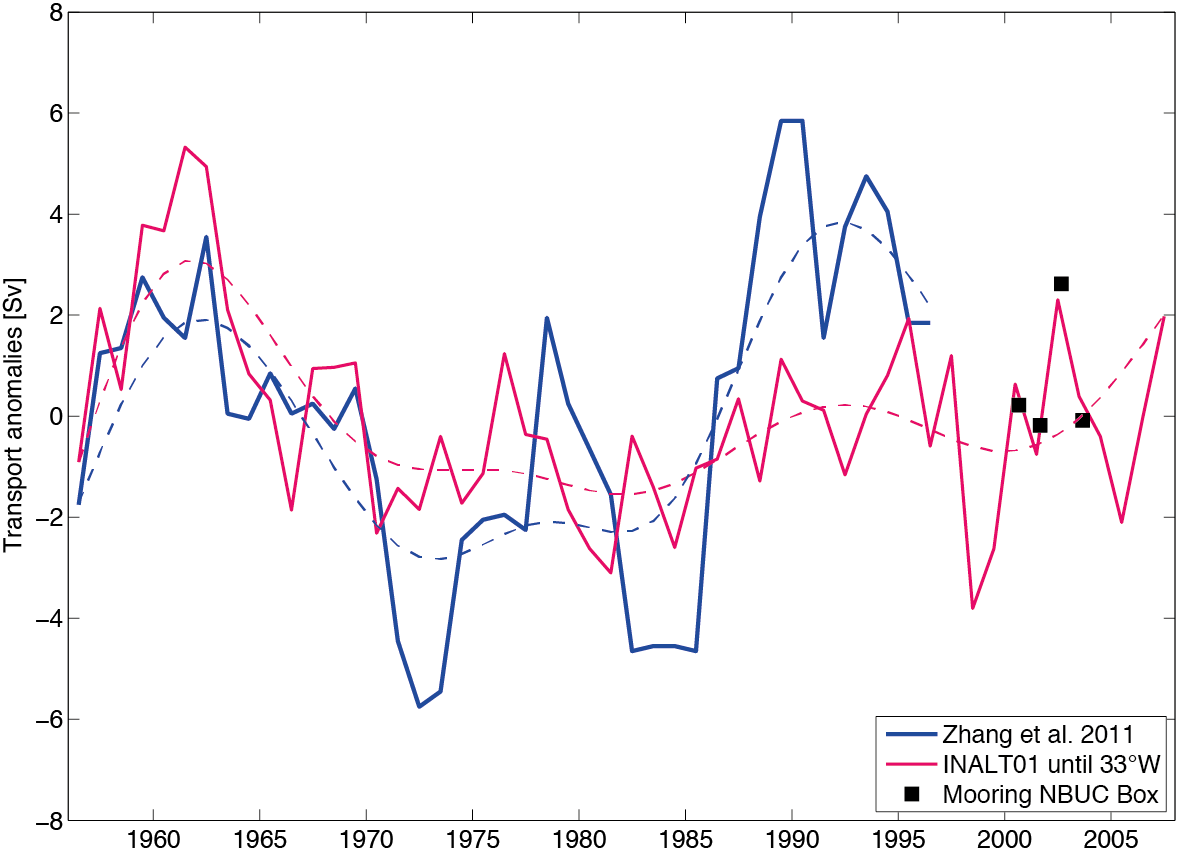 Transport anomalies [Sv]
8
6
4
2
0
−2
−4
−6
−8
1960 1965 1970 1975 1980 1985 1990 1995 2000 2005
Zhang et al. 2011
INALT01 until 33°W
Mooring NBUC Box